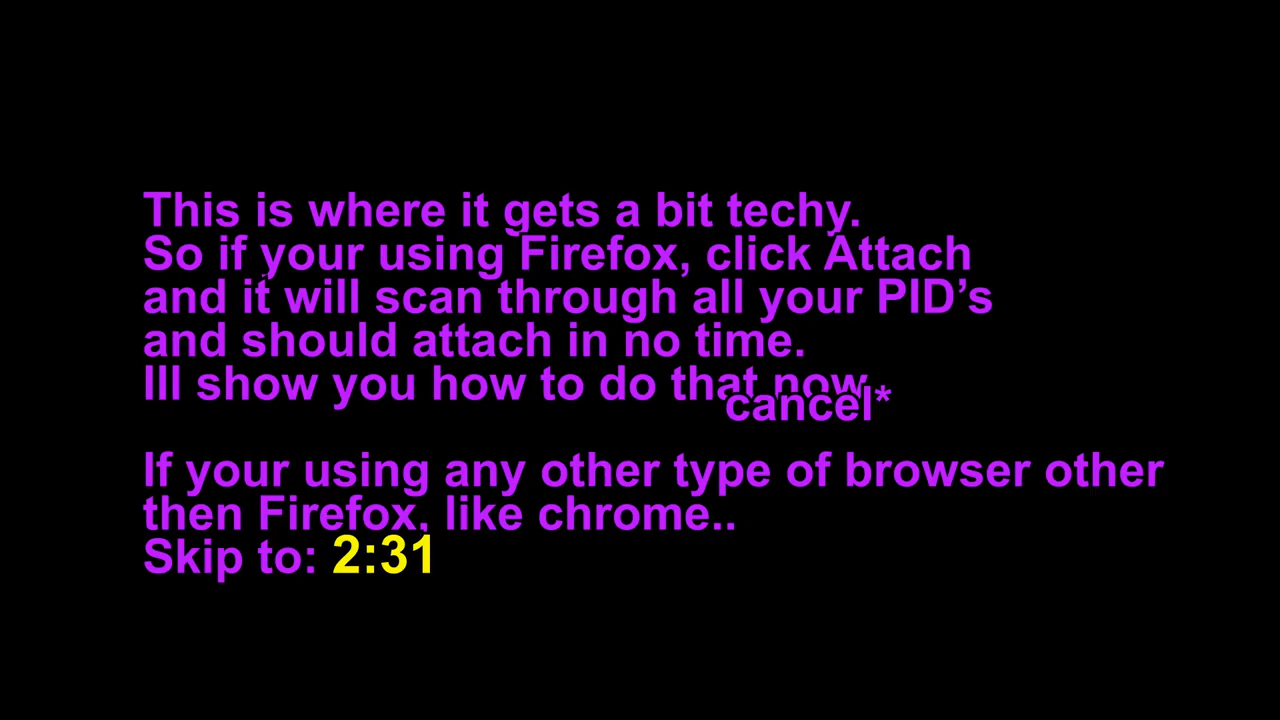 This is where it gets a bit techy.
So if your using Firefox, click Attach
and it will scan through all your PID’s
and should attach in no time.
Ill show you how to do that now
cancel*
If your using any other type of browser other
then Firefox, like chrome..
Skip to: 2:31